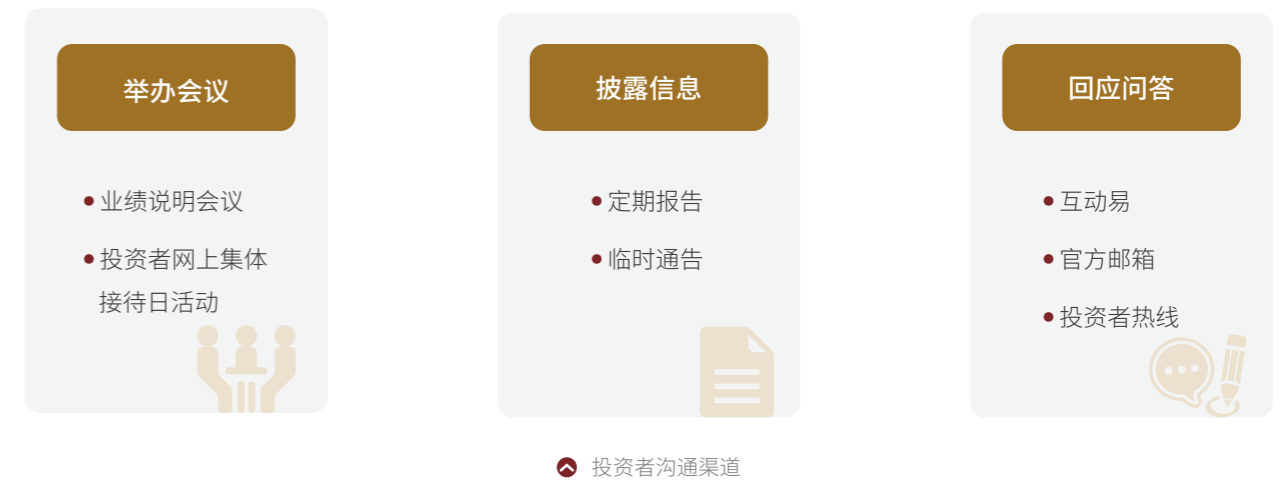 举办会议
业绩说明会议
投资者网上集体
接待日活动
披露信息
定期报告
临时通告
回应问答
互动易
官方邮箱
投资者热线
投资者沟通渠道